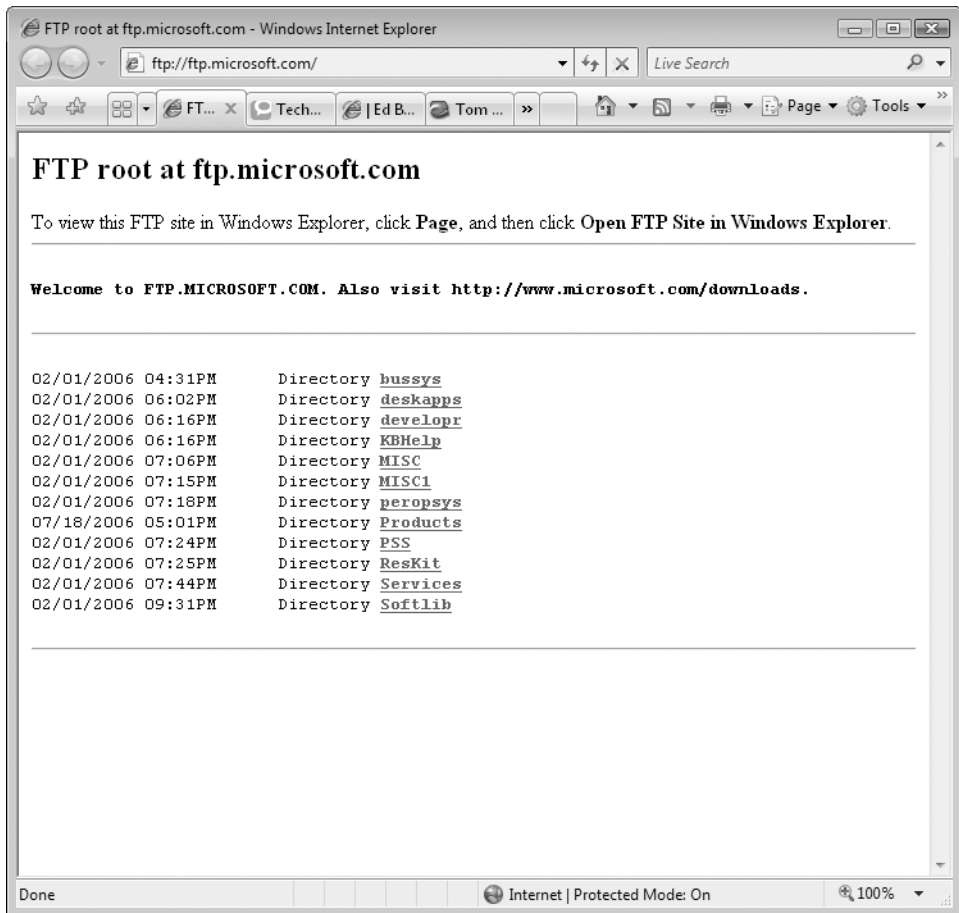 FTP root at ftp.microsoft.com - Windows Internet Explorer
ftp://ftp.microsoft.com/
Live Search
FT...
Tech...
| Ed B...
Tom ...
»
Page
Tools
»
FTP root at ftp.microsoft.com
To view this FTP site in Windows Explorer, click Page, and then click Open FTP Site in Windows Explorer.
Welcome to FTP.MICROSOFT.COM. Also visit http://www.microsoft.com/downloads.
02/01/2006 04:31PM Directory bussys
02/01/2006 06:02PM Directory deskapps
02/01/2006 06:16PM Directory developr
02/01/2006 06:16PM Directory KBHelp
02/01/2006 07:06PM Directory MISC
02/01/2006 07:15PM Directory MISC1
02/01/2006 07:18PM Directory peropsys
07/18/2006 05:01PM Directory Products
02/01/2006 07:24PM Directory PSS
02/01/2006 07:25PM Directory ResKit
02/01/2006 07:44PM Directory Services
02/01/2006 09:31PM Directory Softlib
Done
Internet | Protected Mode: On
100%